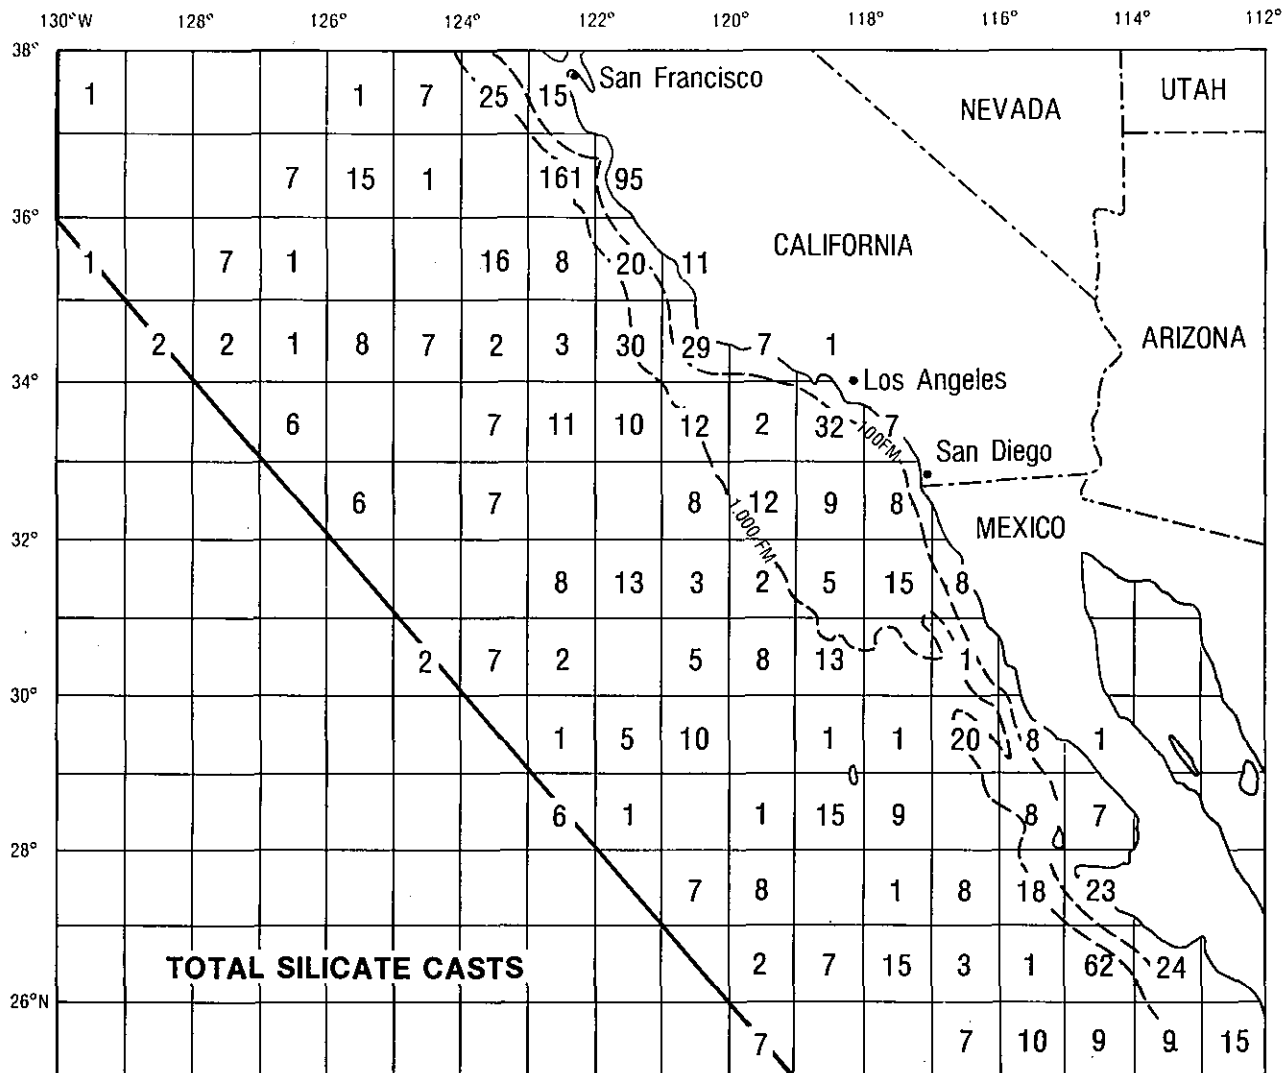 130°W 128° 126° 124° 122° 120° 118° 116° 114° 112°
38°
San Francisco
1 1 7 25 15
NEVADA UTAH
7 15 1 161 95
36°
CALIFORNIA
1 7 1 16 8 20 11
2 2 1 8 7 2 3 30 29 7 1
ARIZONA
34°
Los Angeles
6 7 11 10 12 2 32 7
100FM
San Diego
6 7 8 12 9 8
1,000 FM
MEXICO
32°
8 13 3 2 5 15 8
2 7 2 5 8 13 1
30°
1 5 10 1 1 20 8 1
6 1 1 15 9 8 7
28°
7 8 1 8 18 23
TOTAL SILICATE CASTS
2 7 15 3 1 62 24
26°N
7 7 10 9 9 15